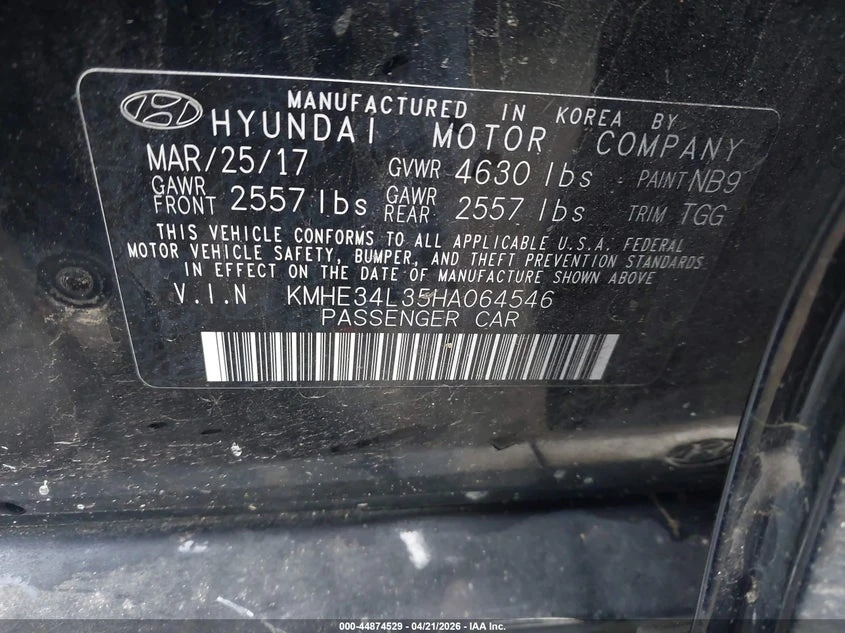 MANUFACTURED IN KOREA BY
HYUNDAI MOTOR COMPANY
MAR/25/17 GVWR 4630 lbs PAINT NB9
GAWR FRONT 2557 lbs GAWR REAR 2557 lbs TRIM TGG
THIS VEHICLE CONFORMS TO ALL APPLICABLE U.S.A. FEDERAL
MOTOR VEHICLE SAFETY, BUMPER, AND THEFT PREVENTION STANDARDS
IN EFFECT ON THE DATE OF MANUFACTURE SHOWN ABOVE
V.I.N KMHE34L35HA064546
PASSENGER CAR
000-44874529 - 04/21/2026 - IAA Inc.